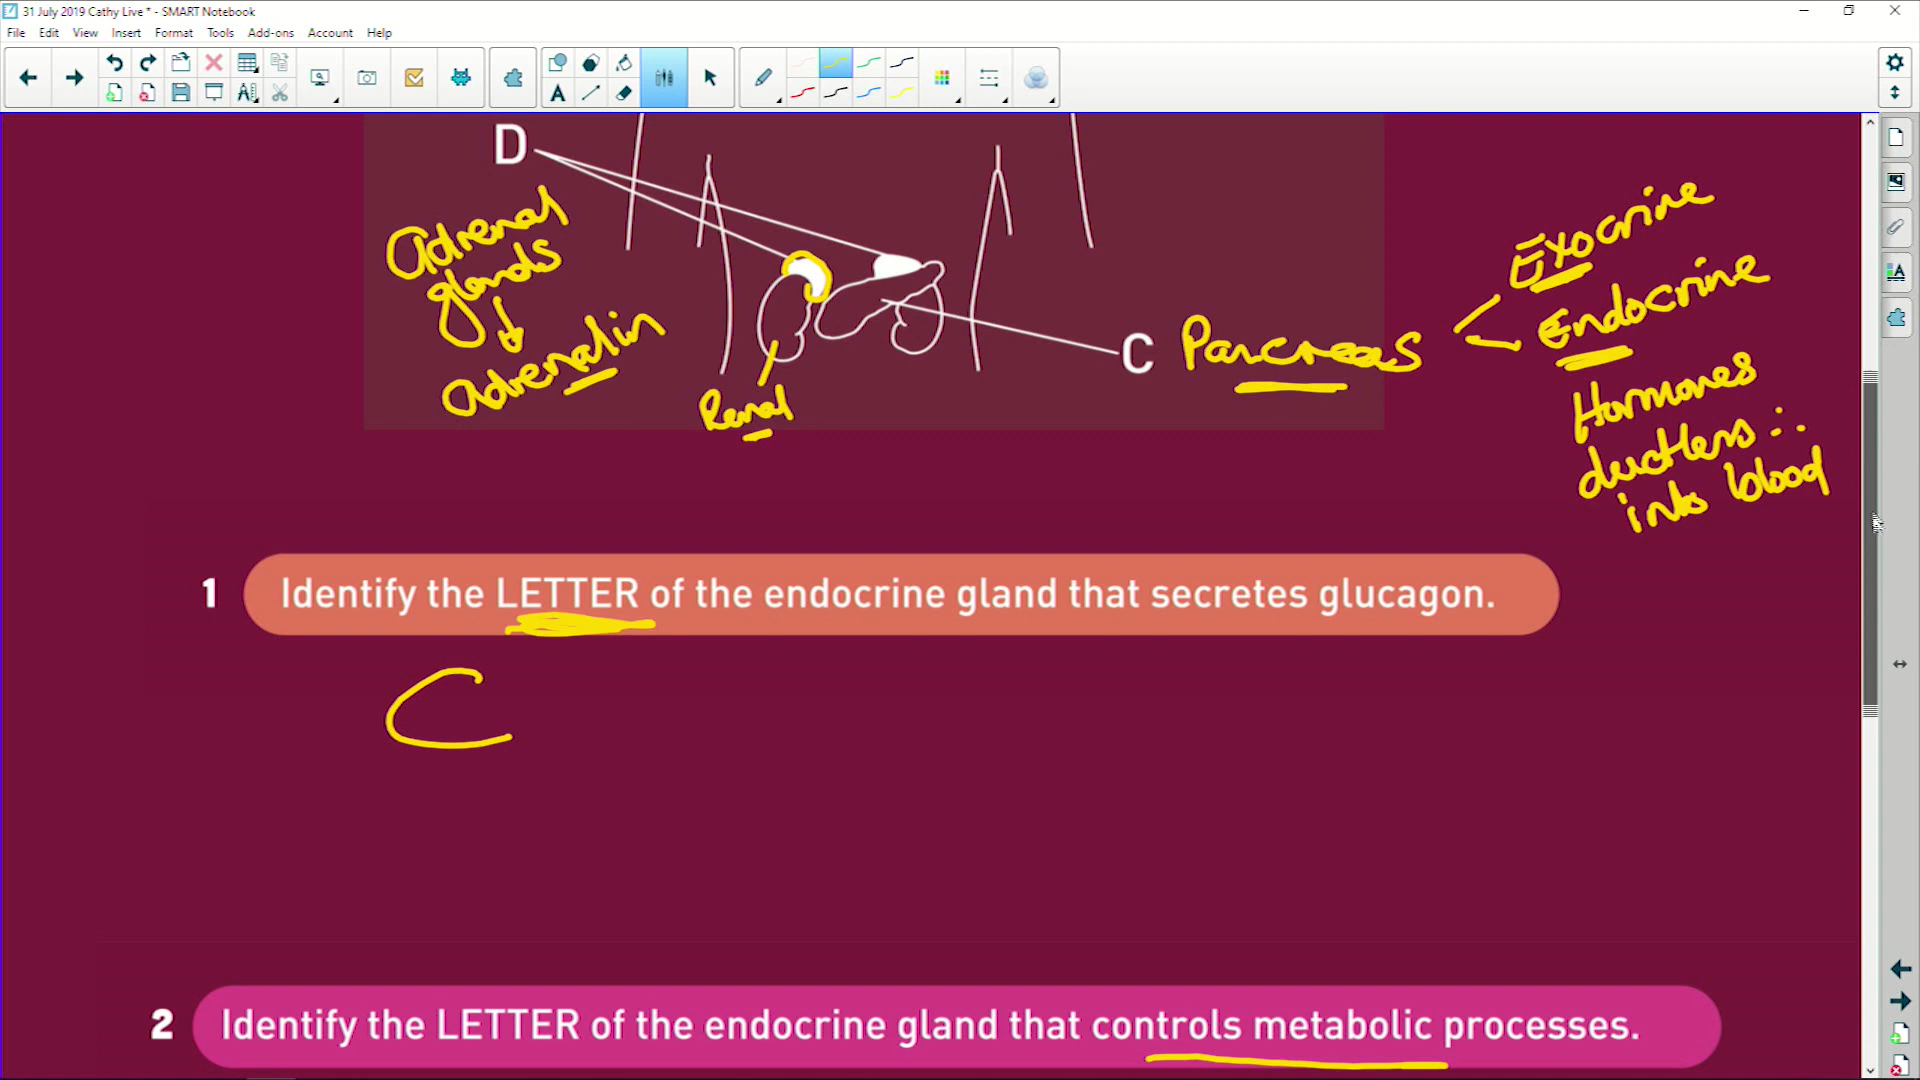 31 July 2019 Cathy Live * - SMART Notebook
File Edit View Insert Format Tools Add-ons Account Help
D
Adrenal
glands
Adrenalin
Renal
C Pancreas
Exocrine
Endocrine
Hormones
ductless ∴
into blood
1 Identify the LETTER of the endocrine gland that secretes glucagon.
C
2 Identify the LETTER of the endocrine gland that controls metabolic processes.